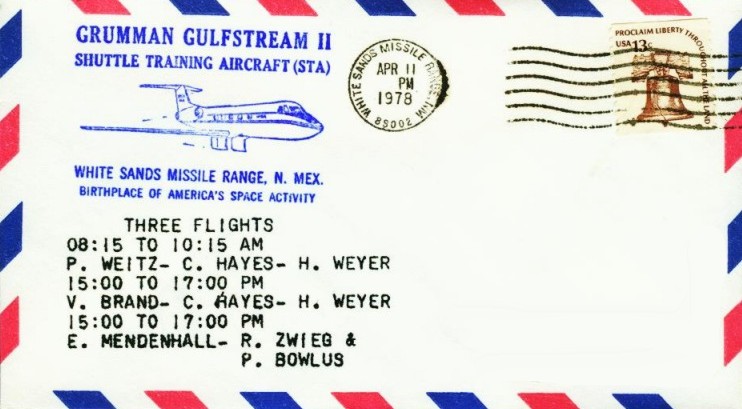 GRUMMAN GULFSTREAM II
SHUTTLE TRAINING AIRCRAFT (STA)
WHITE SANDS MISSILE RANGE, N. MEX.
BIRTHPLACE OF AMERICA'S SPACE ACTIVITY
WHITE SANDS MISSILE RANGE, NM
APR 11
PM
1978
88002
PROCLAIM LIBERTY THROUGHOUT ALL THE LAND
USA 13c
THREE FLIGHTS
08:15 TO 10:15 AM
P. WEITZ- C. HAYES- H. WEYER
15:00 TO 17:00 PM
V. BRAND- C. HAYES- H. WEYER
15:00 TO 17:00 PM
E. MENDENHALL- R. ZWIEG &
P. BOWLUS